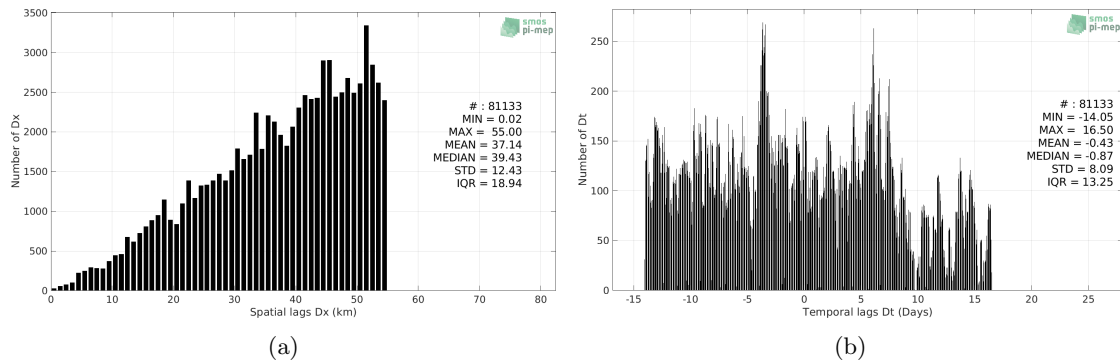 3500
3000
2500
2000
1500
1000
500
0
Number of Dx
0 10 20 30 40 50 60 70 80
Spatial lags Dx (km)
smos
pi-mep
# : 81133
MIN = 0.02
MAX = 55.00
MEAN = 37.14
MEDIAN = 39.43
STD = 12.43
IQR = 18.94
(a)
250
200
150
100
50
0
Number of Dt
-15 -10 -5 0 5 10 15 20 25
Temporal lags Dt (Days)
smos
pi-mep
# : 81133
MIN = -14.05
MAX = 16.50
MEAN = -0.43
MEDIAN = -0.87
STD = 8.09
IQR = 13.25
(b)